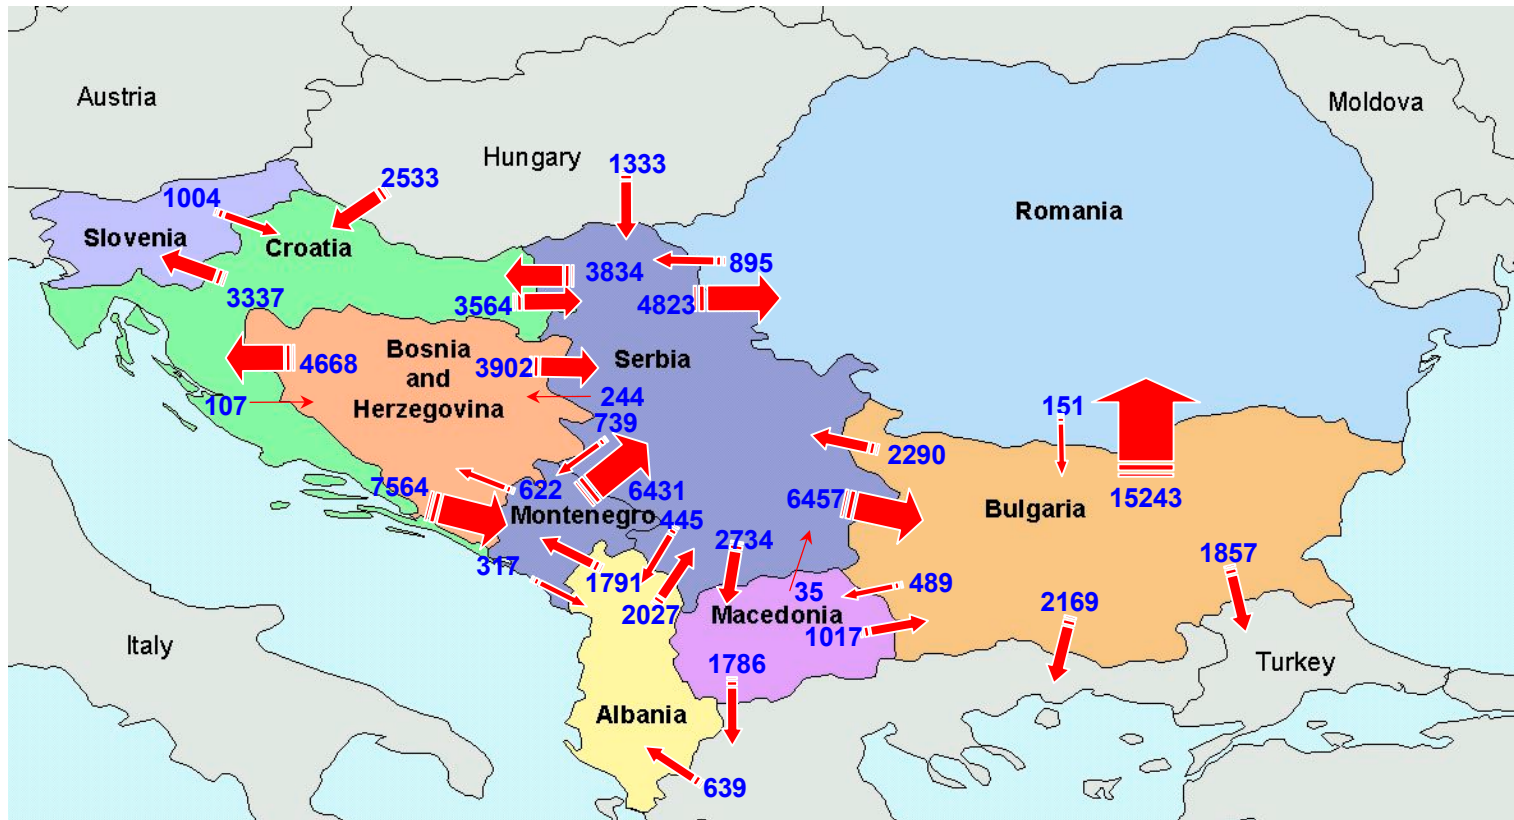 Austria
Moldova
Hungary
1333
2533
1004
Romania
Slovenia
Croatia
3834
895
3337
3564
4823
Bosnia
and
Herzegovina
Serbia
4668
3902
107
244
151
739
2290
7564
622
6431
6457
15243
Montenegro
445
Bulgaria
2734
1857
317
1791
35
489
2169
2027
Macedonia
1017
Italy
1786
Turkey
Albania
639